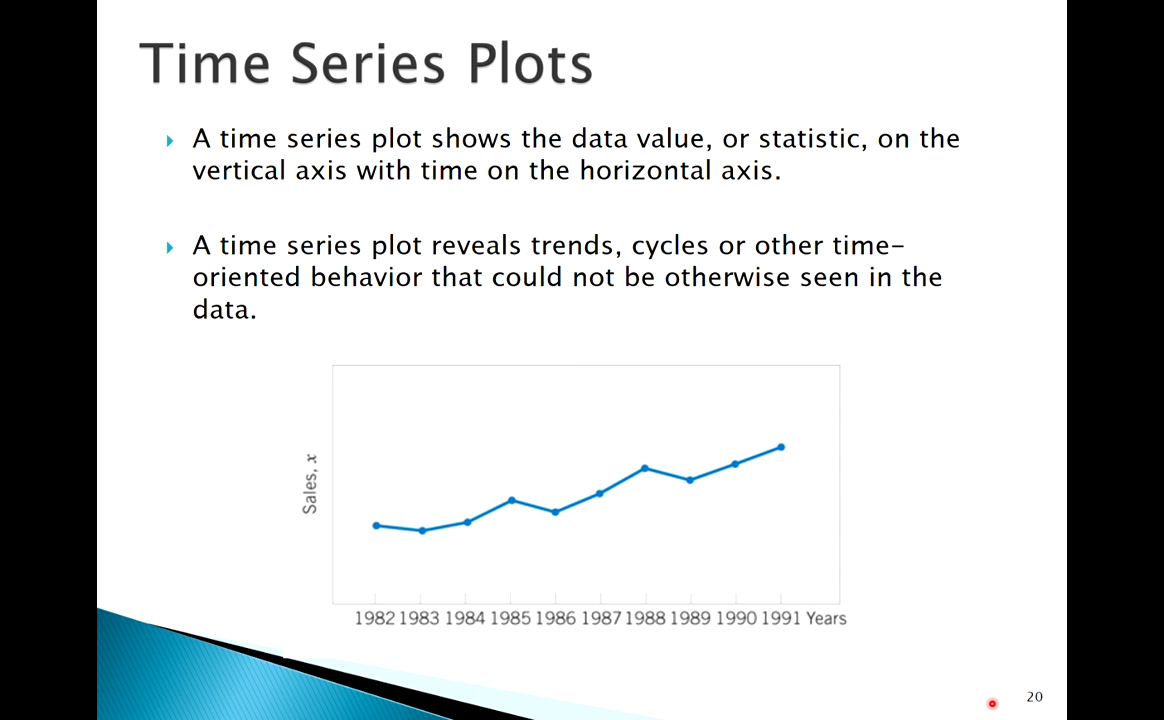 Time Series Plots
A time series plot shows the data value, or statistic, on the
vertical axis with time on the horizontal axis.
A time series plot reveals trends, cycles or other time-
oriented behavior that could not be otherwise seen in the
data.
Sales, x
1982 1983 1984 1985 1986 1987 1988 1989 1990 1991 Years
20